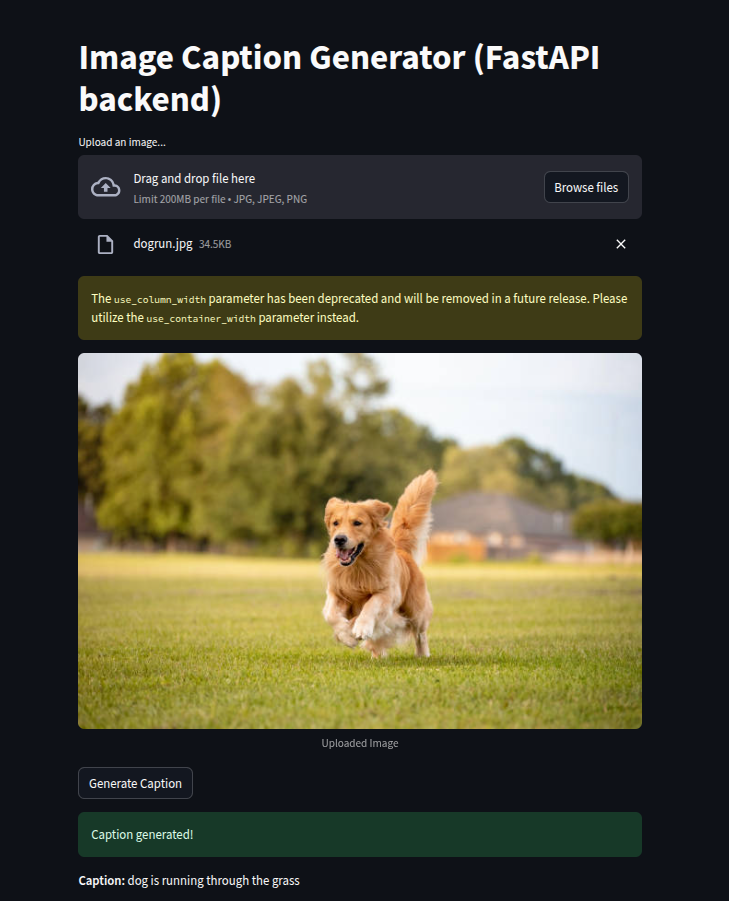 Image Caption Generator (FastAPI
backend)
Upload an image...
Drag and drop file here
Limit 200MB per file • JPG, JPEG, PNG
Browse files
dogrun.jpg 34.5KB
The use_column_width parameter has been deprecated and will be removed in a future release. Please
utilize the use_container_width parameter instead.
Uploaded Image
Generate Caption
Caption generated!
Caption: dog is running through the grass